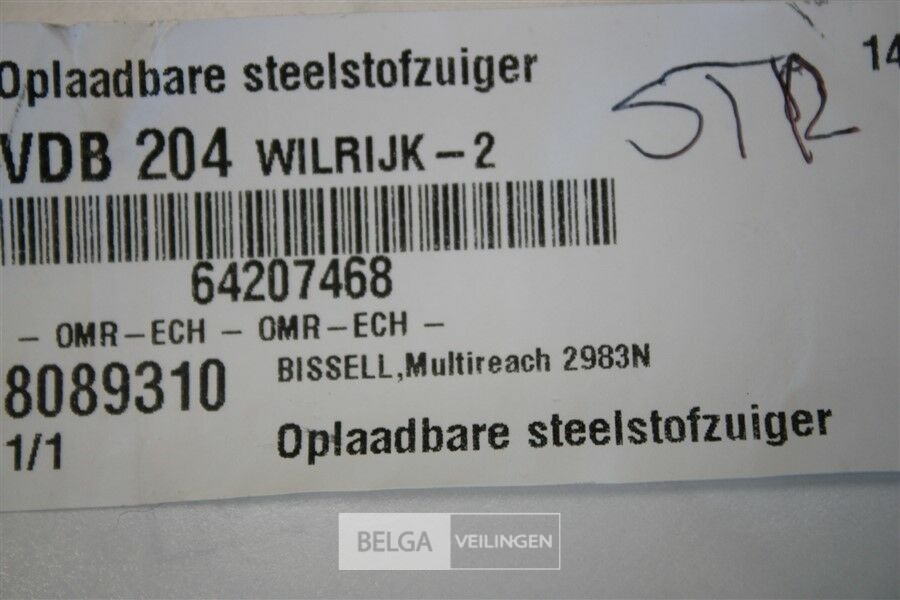 Oplaadbare steelstofzuiger
STR
14
VDB 204 WILRIJK – 2
64207468
– OMR–ECH – OMR–ECH –
8089310
BISSELL,Multireach 2983N
1/1
Oplaadbare steelstofzuiger
BELGA VEILINGEN